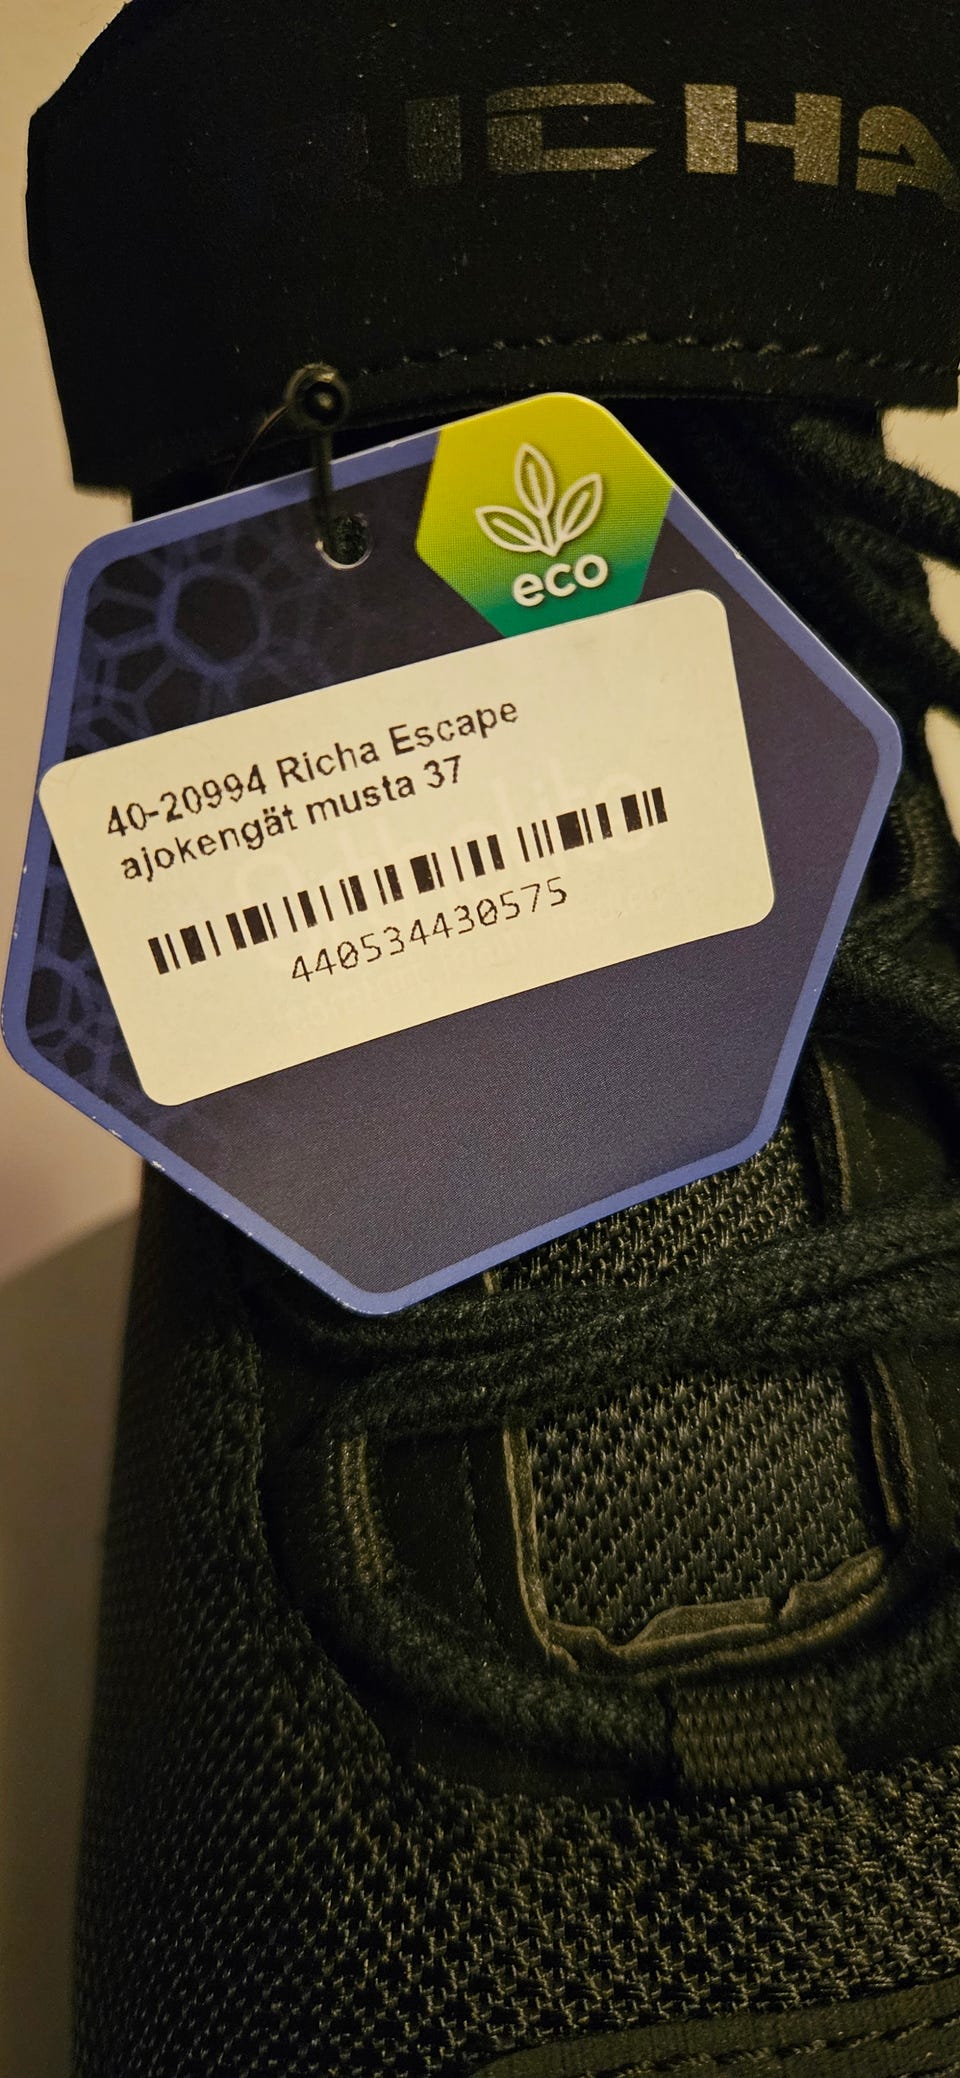 RICHA
eco
40-20994 Richa Escape
ajokengät musta 37
440534430575